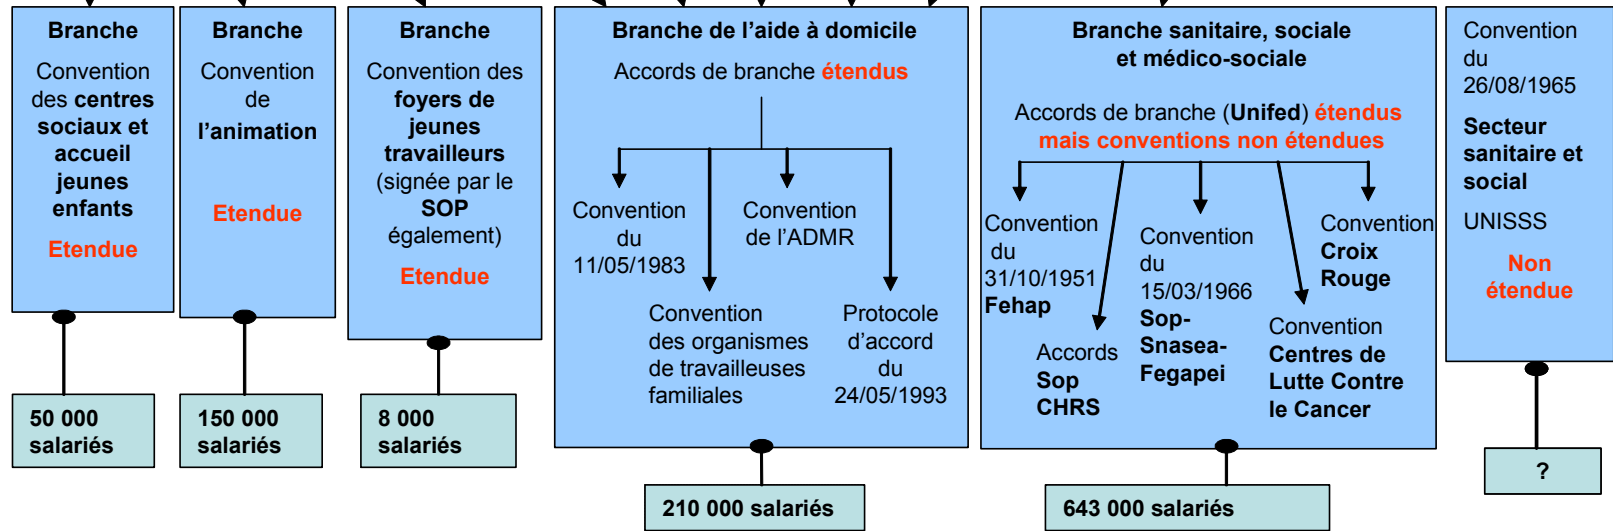 Branche
Convention
des centres
sociaux et
accueil
jeunes
enfants
Etendue
50 000
salariés
Branche
Convention
de
l'animation
Etendue
150 000
salariés
Branche
Convention des
foyers de
jeunes
travailleurs
(signée par le
SOP
également)
Etendue
8 000
salariés
Branche de l'aide à domicile
Accords de branche étendus
Convention
du
11/05/1983
Convention
des organismes
de travailleuses
familiales
Convention
de l'ADMR
Protocole
d'accord
du
24/05/1993
210 000 salariés
Branche sanitaire, sociale
et médico-sociale
Accords de branche (Unifed) étendus
mais conventions non étendues
Convention
du
31/10/1951
Fehap
Accords
Sop
CHRS
Convention
du
15/03/1966
Sop-
Snasea-
Fegapei
Convention
Centres de
Lutte Contre
le Cancer
Convention
Croix
Rouge
643 000 salariés
Convention
du
26/08/1965
Secteur
sanitaire et
social
UNISSS
Non
étendue
?